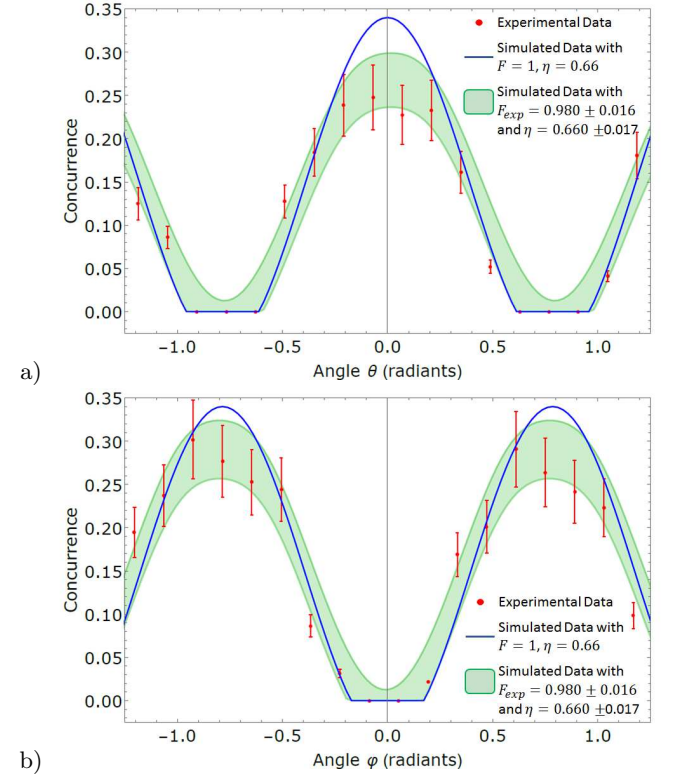 0.35
0.30
0.25
0.20
0.15
0.10
0.05
0.00
Concurrence
Experimental Data
Simulated Data with
F = 1, η = 0.66
Simulated Data with
F_exp = 0.980 ± 0.016
and η = 0.660 ±0.017
−1.0 −0.5 0.0 0.5 1.0
Angle θ (radiants)
a)
0.35
0.30
0.25
0.20
0.15
0.10
0.05
0.00
Concurrence
Experimental Data
Simulated Data with
F = 1, η = 0.66
Simulated Data with
F_exp = 0.980 ± 0.016
and η = 0.660 ±0.017
−1.0 −0.5 0.0 0.5 1.0
Angle φ (radiants)
b)